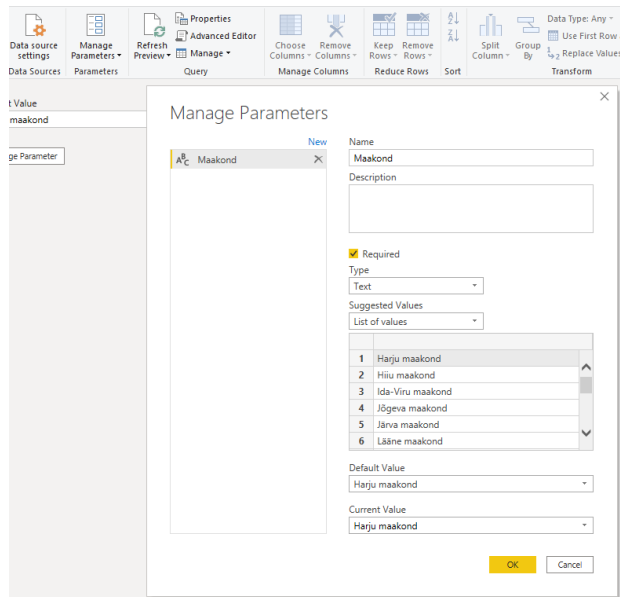 Properties
Advanced Editor
Manage
Data source settings
Manage Parameters
Refresh Preview
Choose Columns
Remove Columns
Keep Rows
Remove Rows
Split Column
Group By
Data Type: Any
Use First Row
Replace Values
Data Sources
Parameters
Query
Manage Columns
Reduce Rows
Sort
Transform
t Value
maakond
ge Parameter
Manage Parameters
New
Maakond
Name
Maakond
Description
Required
Type
Text
Suggested Values
List of values
1 Harju maakond
2 Hiiu maakond
3 Ida-Viru maakond
4 Jõgeva maakond
5 Järva maakond
6 Lääne maakond
Default Value
Harju maakond
Current Value
Harju maakond
OK
Cancel